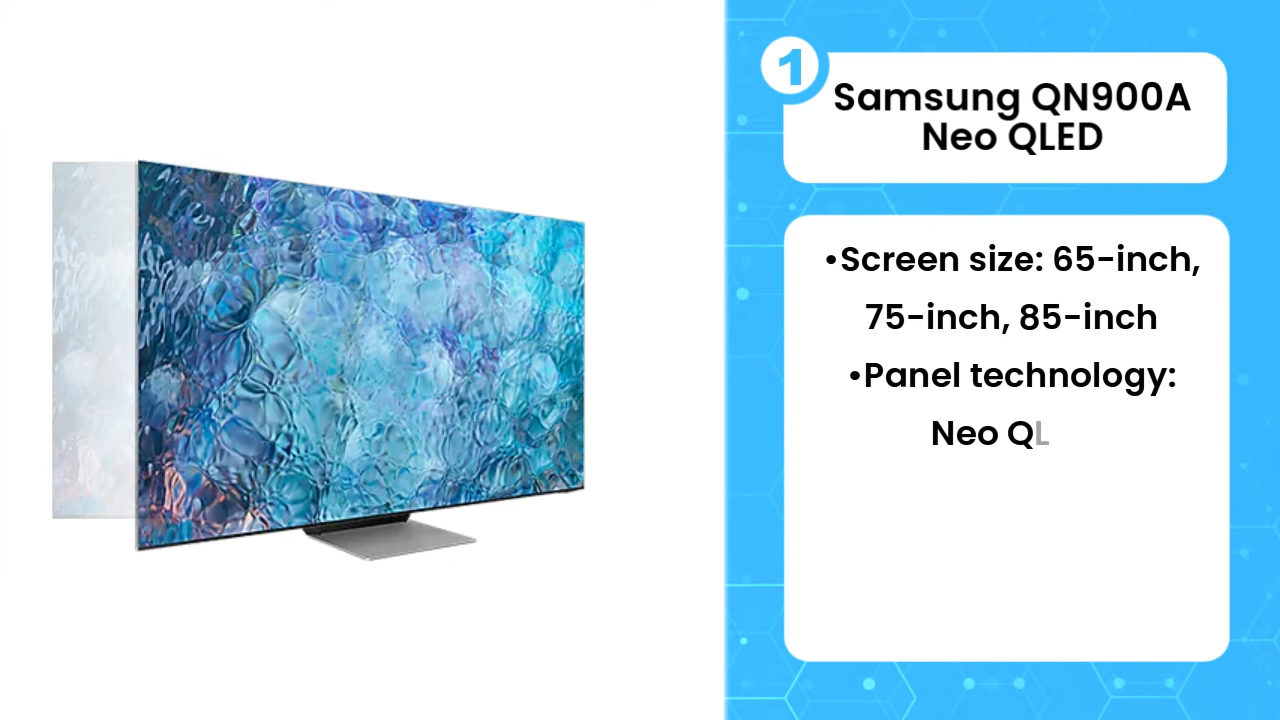 1
Samsung QN900A
Neo QLED
•Screen size: 65-inch,
75-inch, 85-inch
•Panel technology:
Neo QL